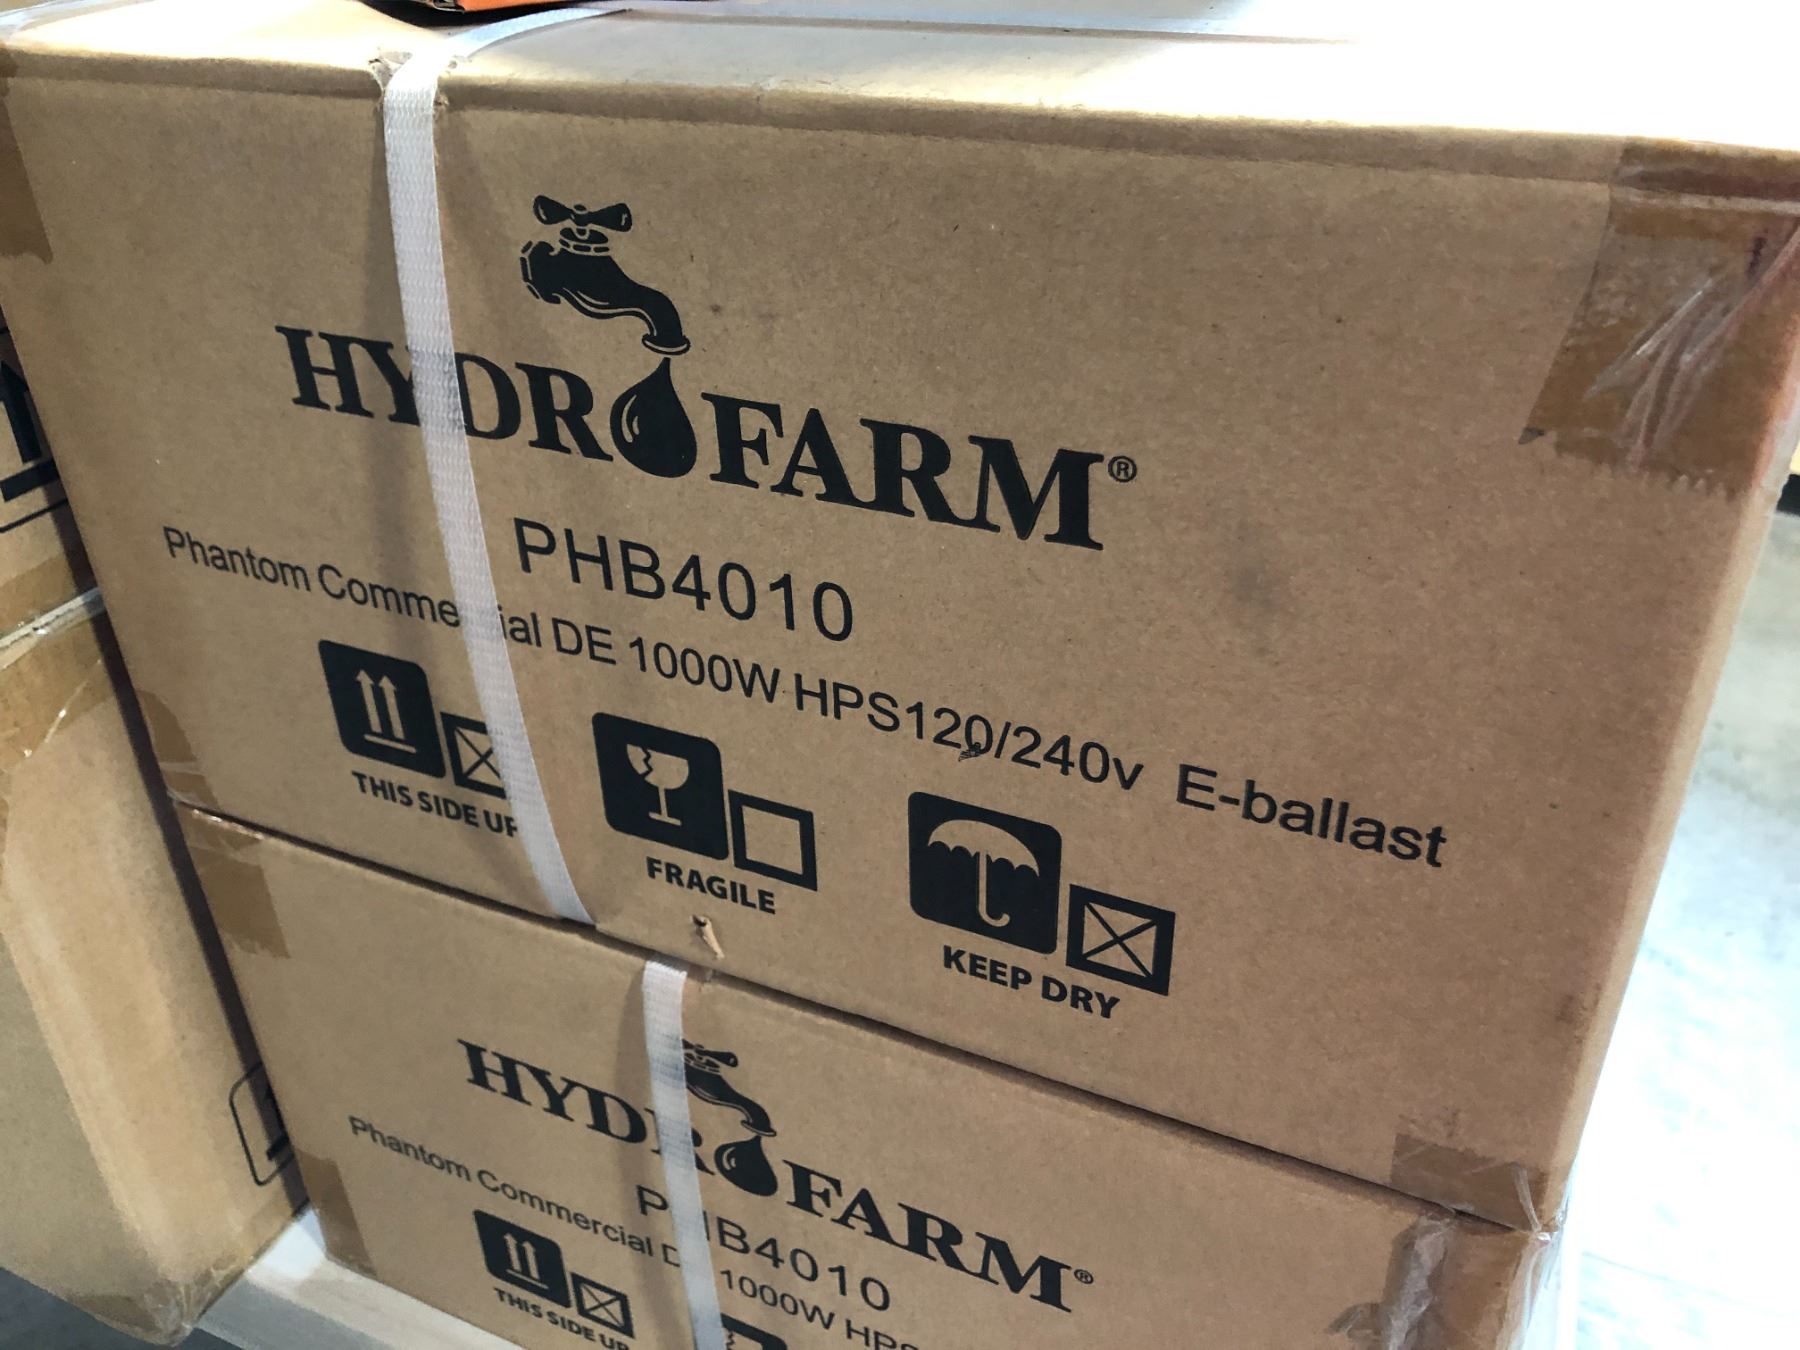 HYDROFARM®
PHB4010
Phantom Commercial DE 1000W HPS120/240v E-ballast
THIS SIDE UP
FRAGILE
KEEP DRY
HYDROFARM®
PHB4010
Phantom Commercial D 1000W HPS
THIS SIDE UP